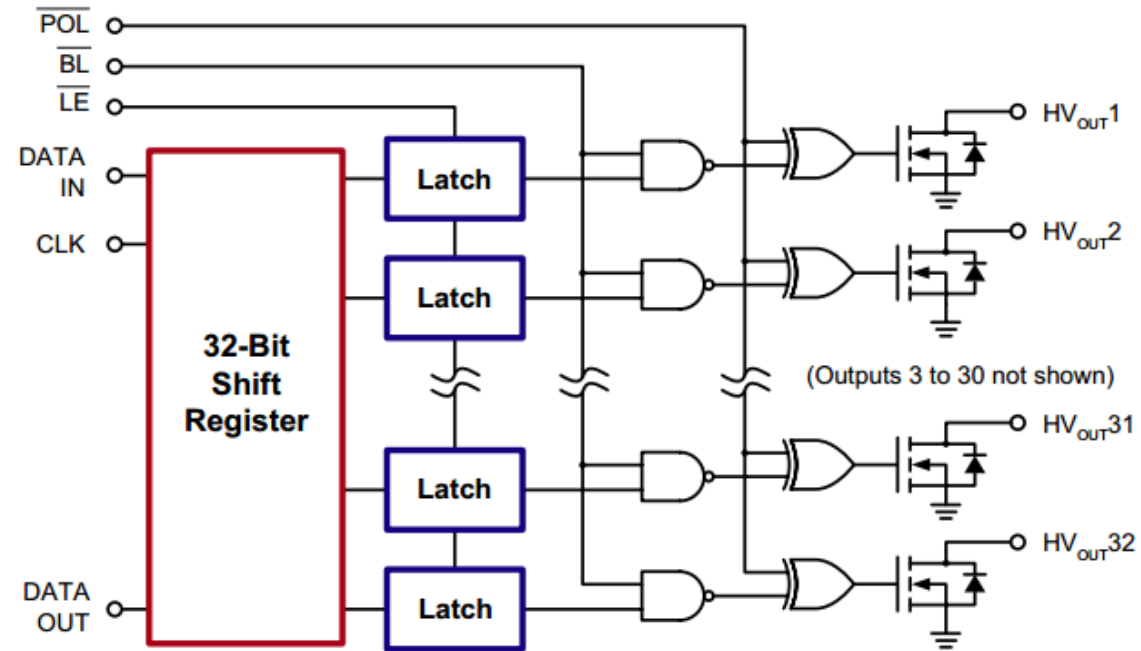 POL
BL
LE
DATA
IN
CLK
32-Bit
Shift
Register
DATA
OUT
Latch
Latch
Latch
Latch
HVOUT1
HVOUT2
(Outputs 3 to 30 not shown)
HVOUT31
HVOUT32